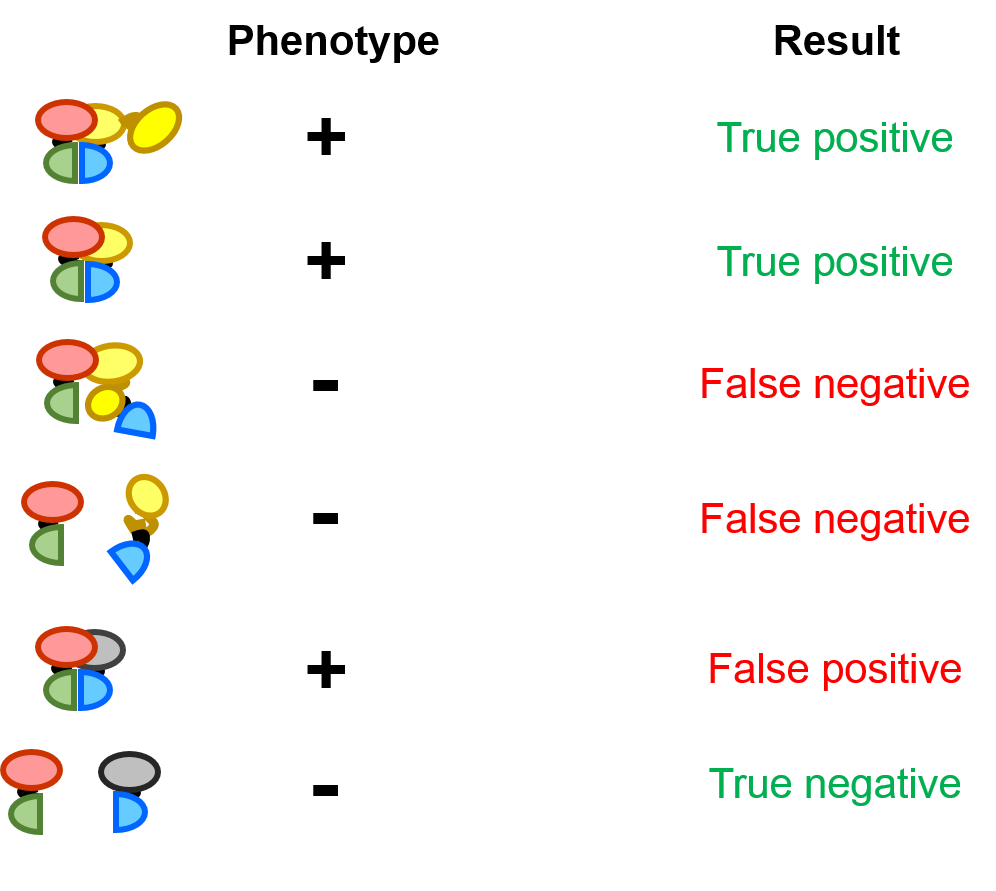 Phenotype Result
+ True positive
+ True positive
- False negative
- False negative
+ False positive
- True negative